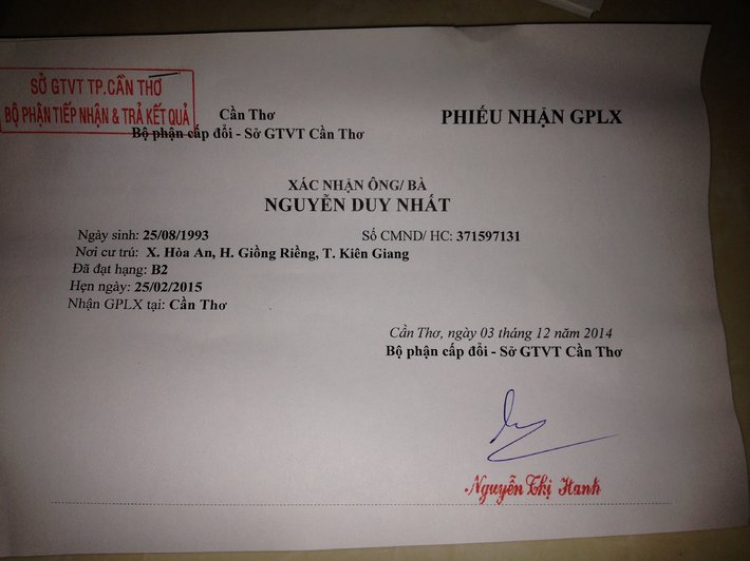 SỞ GTVT TP.CẦN THƠ
BỘ PHẬN TIẾP NHẬN & TRẢ KẾT QUẢ
Cần Thơ
Bộ phận cấp đổi - Sở GTVT Cần Thơ
PHIẾU NHẬN GPLX
XÁC NHẬN ÔNG/ BÀ
NGUYỄN DUY NHẤT
Ngày sinh: 25/08/1993 Số CMND/ HC: 371597131
Nơi cư trú: X. Hòa An, H. Giồng Riềng, T. Kiên Giang
Đã đạt hạng: B2
Hẹn ngày: 25/02/2015
Nhận GPLX tại: Cần Thơ
Cần Thơ, ngày 03 tháng 12 năm 2014
Bộ phận cấp đổi - Sở GTVT Cần Thơ
Nguyễn Thị Hanh